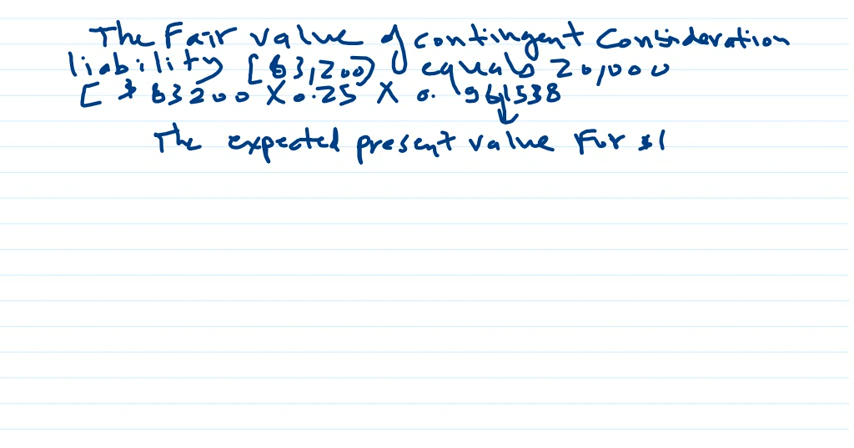 The Fair value of contingent Consideration
liability [83,200) equals 20,000
[ $ 83200 X 0.25 X 0.961538
The expected present value For $1